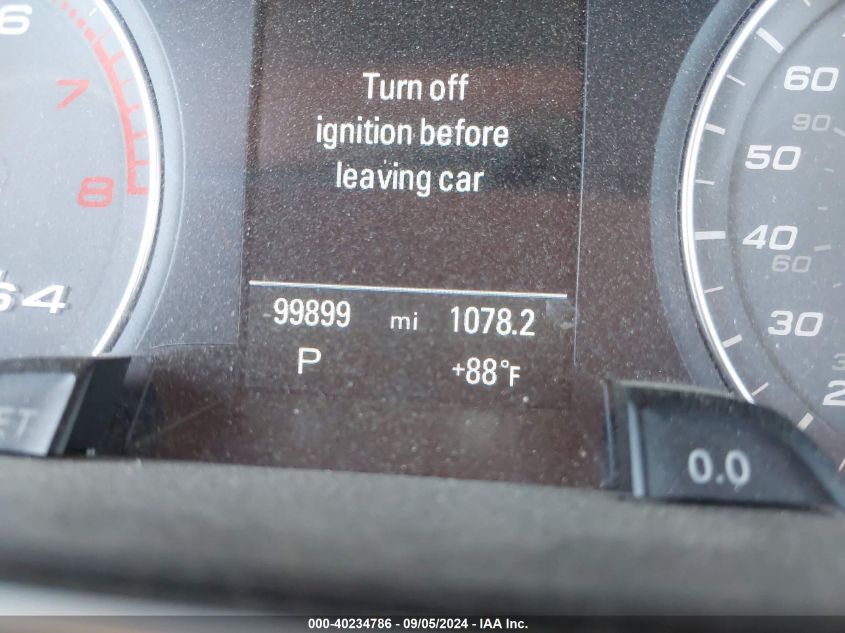 6
7
8
64
Turn off
ignition before
leaving car
99899 mi 1078.2
P +88°F
60
90
50
40
60
30
0.0
000-40234786 - 09/05/2024 - IAA Inc.